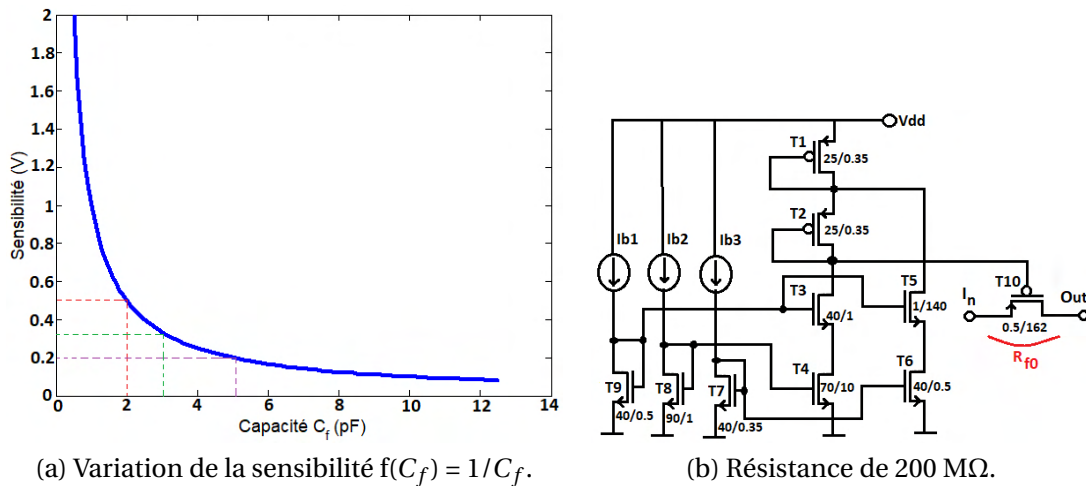 2
1.8
1.6
1.4
1.2
1
0.8
0.6
0.4
0.2
0
0 2 4 6 8 10 12 14
Sensibilité (V)
Capacité C_f (pF)
(a) Variation de la sensibilité f(C_f) = 1/C_f.
Vdd
T1
25/0.35
T2
25/0.35
Ib1 Ib2 Ib3
T3
40/1
T5
1/140
T10
I_n
Out
0.5/162
R_f0
T9
40/0.5
T8
90/1
T7
40/0.35
T4
70/10
T6
40/0.5
(b) Résistance de 200 MΩ.